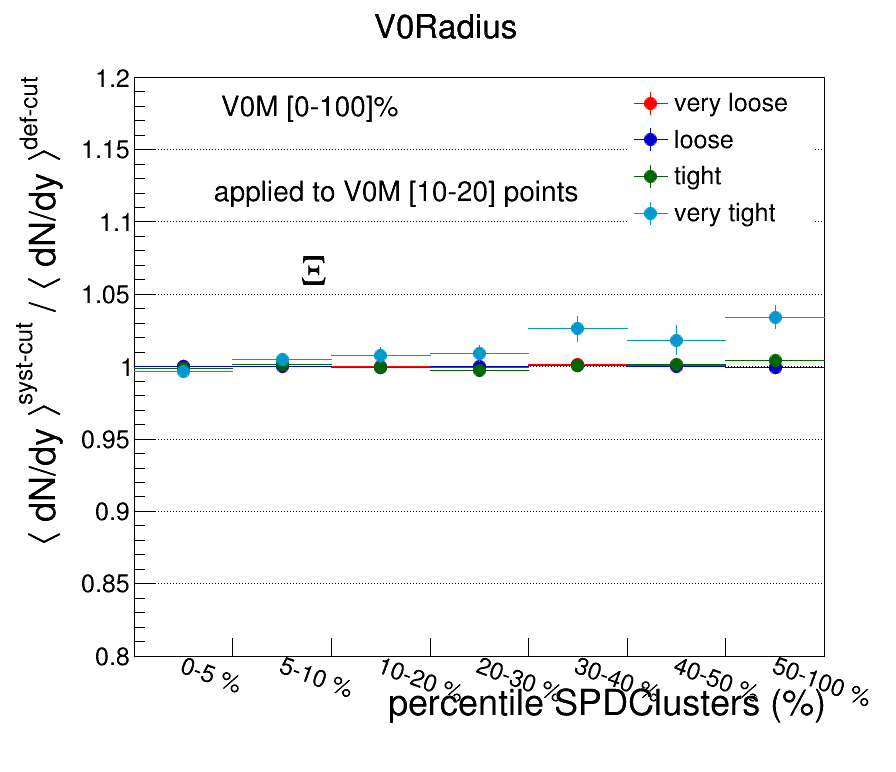 V0Radius
⟨ dN/dy ⟩^syst-cut / ⟨ dN/dy ⟩^def-cut
V0M [0-100]%
applied to V0M [10-20] points
Ξ
very loose
loose
tight
very tight
1.2
1.15
1.1
1.05
1
0.95
0.9
0.85
0.8
0-5 %
5-10 %
10-20 %
20-30 %
30-40 %
40-50 %
50-100 %
percentile SPDClusters (%)